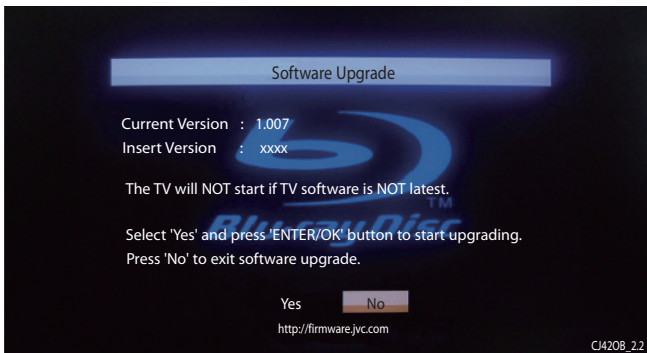 Software Upgrade
Current Version : 1.007
Insert Version : xxxx
The TV will NOT start if TV software is NOT latest.
TM
Blu-ray Disc
Select 'Yes' and press 'ENTER/OK' button to start upgrading.
Press 'No' to exit software upgrade.
Yes No
http://firmware.jvc.com
CJ42OB_2.2